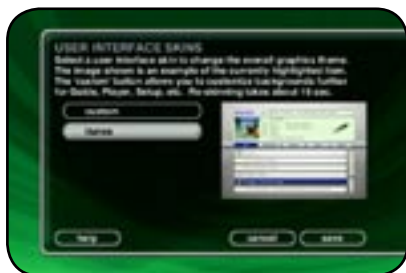 USER INTERFACE SKINS
Select a user interface skin to change the overall graphics theme.
The image shown is an example of the currently highlighted item.
The 'custom' button allows you to customize backgrounds further
for Guide, Player, Setup, etc. Re-skinning takes about 15 sec.
custom
help
cancel
save